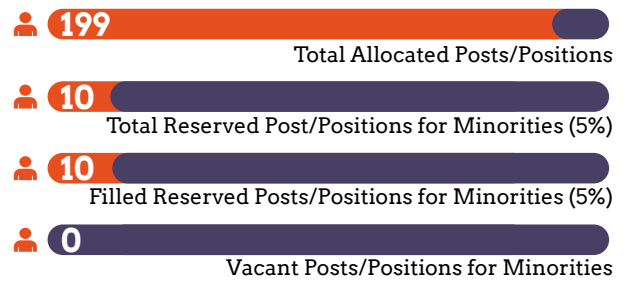 199
Total Allocated Posts/Positions
10
Total Reserved Post/Positions for Minorities (5%)
10
Filled Reserved Posts/Positions for Minorities (5%)
0
Vacant Posts/Positions for Minorities